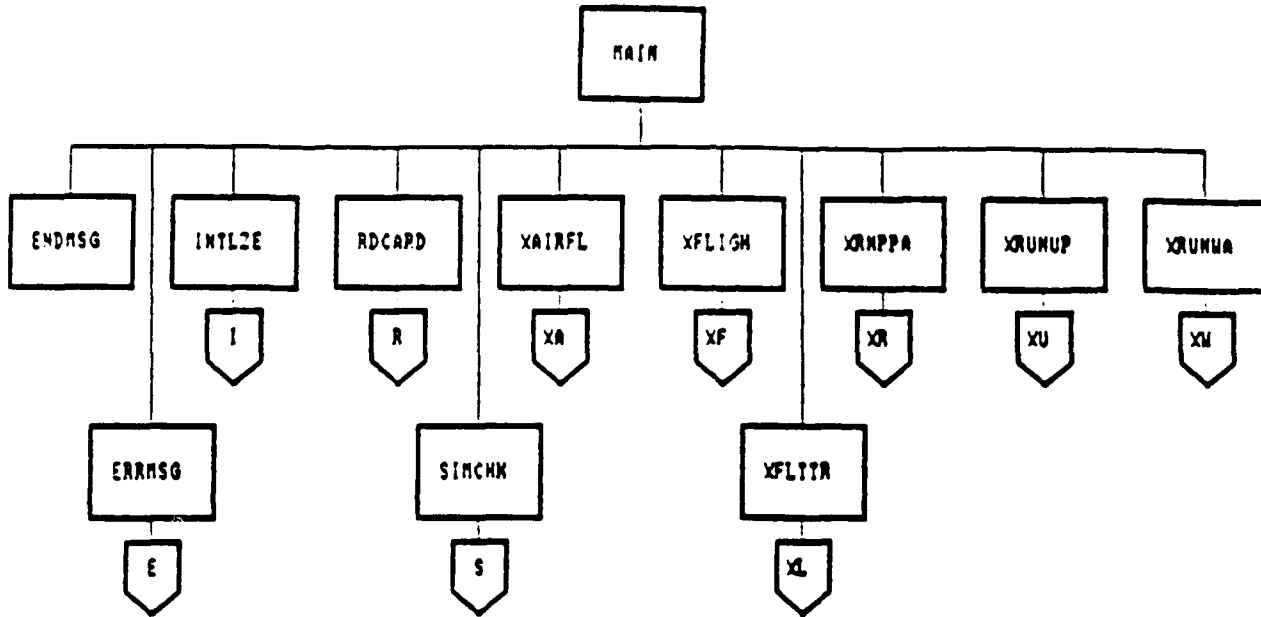 MAIN
ENDMSG INTLZE RDCARD XAIRFL XFLIGH XRNPPA XRUNUP XRUNWA
I R XA XF XR XU XW
ERRMSG SIMCHK XFLTTR
E S XL